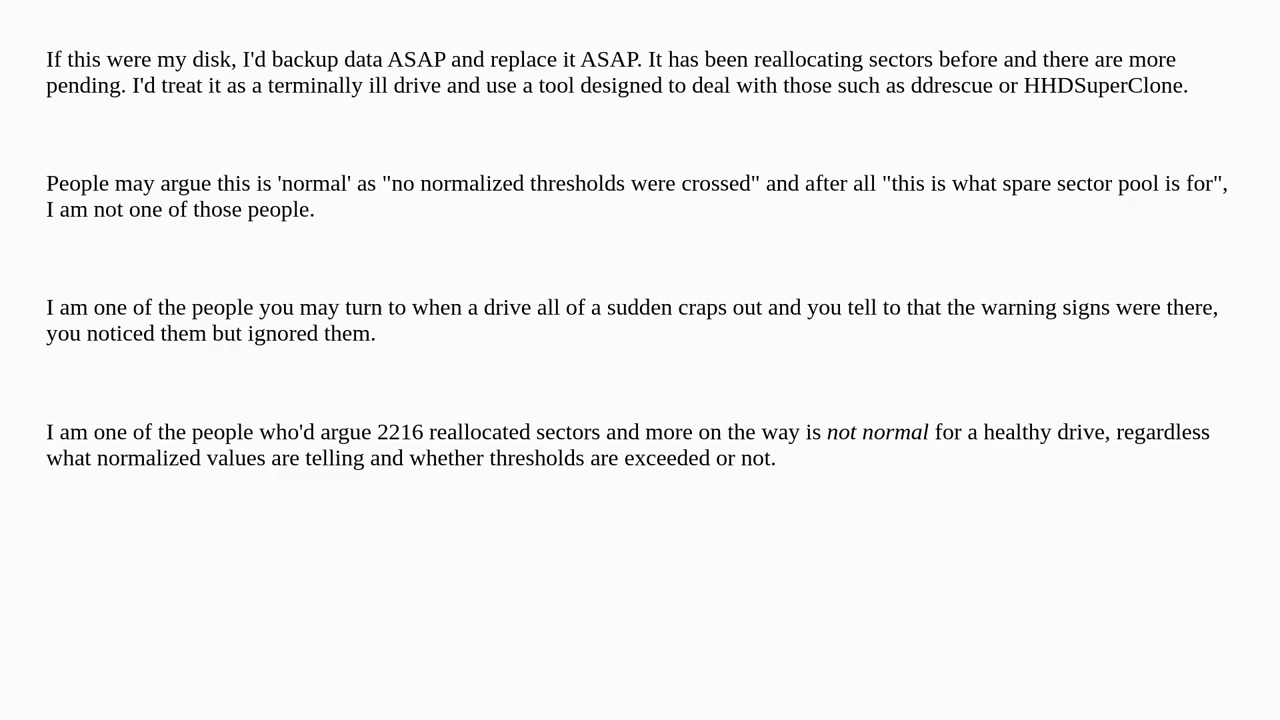 If this were my disk, I'd backup data ASAP and replace it ASAP. It has been reallocating sectors before and there are more
pending. I'd treat it as a terminally ill drive and use a tool designed to deal with those such as ddrescue or HHDSuperClone.
People may argue this is 'normal' as "no normalized thresholds were crossed" and after all "this is what spare sector pool is for",
I am not one of those people.
I am one of the people you may turn to when a drive all of a sudden craps out and you tell to that the warning signs were there,
you noticed them but ignored them.
I am one of the people who'd argue 2216 reallocated sectors and more on the way is not normal for a healthy drive, regardless
what normalized values are telling and whether thresholds are exceeded or not.